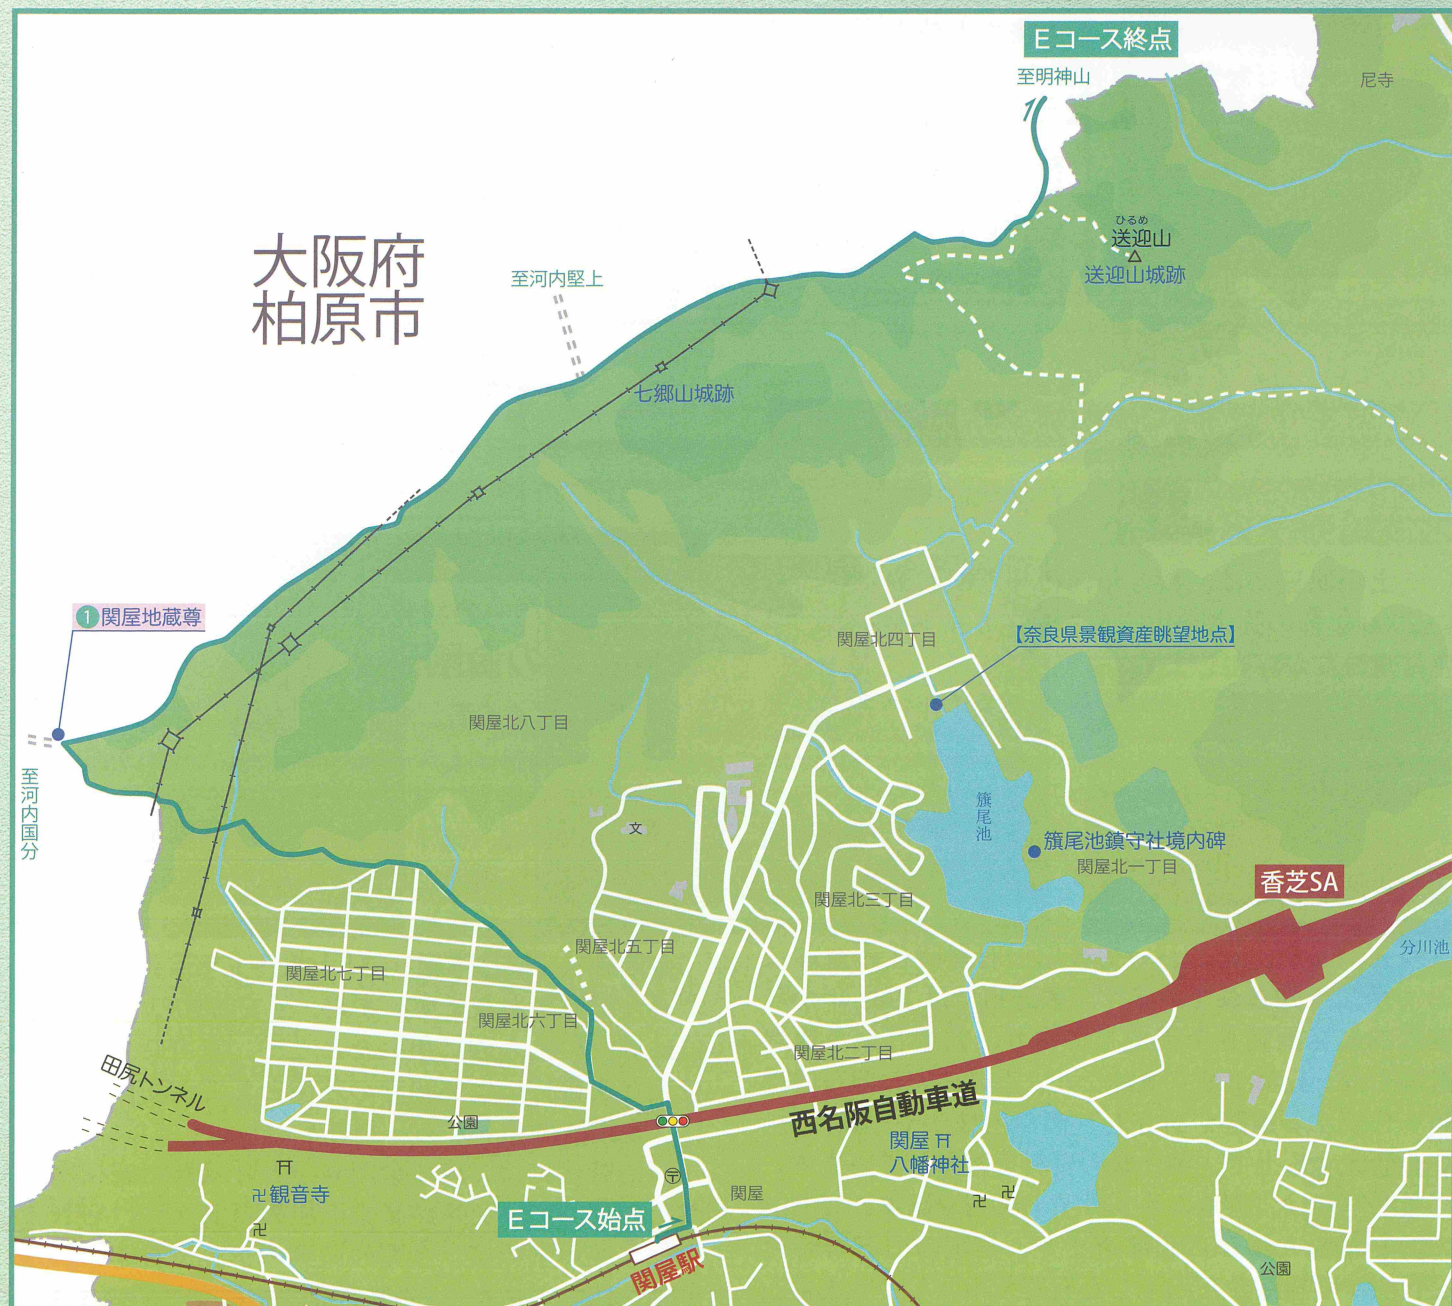 Eコース終点
至明神山
尼寺
ひるめ
送迎山
送迎山城跡
大阪府
柏原市
至河内堅上
七郷山城跡
1関屋地蔵尊
関屋北四丁目
【奈良県景観資産眺望地点】
関屋北八丁目
至河内国分
籏尾池
文
籏尾池鎮守社境内碑
関屋北一丁目
香芝SA
関屋北三丁目
関屋北五丁目
分川池
関屋北七丁目
関屋北六丁目
関屋北二丁目
田尻トンネル
公園
西名阪自動車道
関屋
八幡神社
卍観音寺
卍
卍
卍
〒
関屋
Eコース始点
関屋駅
公園